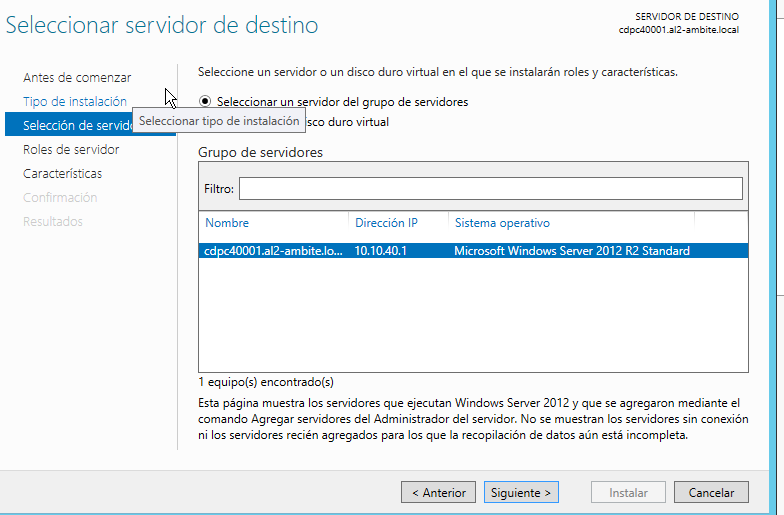 Seleccionar servidor de destino
SERVIDOR DE DESTINO
cdpc40001.al2-ambite.local
Antes de comenzar
Tipo de instalación
Selección de servido
Roles de servidor
Características
Confirmación
Resultados
Seleccione un servidor o un disco duro virtual en el que se instalarán roles y características.
Seleccionar un servidor del grupo de servidores
Seleccionar tipo de instalación
disco duro virtual
Grupo de servidores
Filtro:
Nombre Dirección IP Sistema operativo
cdpc40001.al2-ambite.lo... 10.10.40.1 Microsoft Windows Server 2012 R2 Standard
1 equipo(s) encontrado(s)
Esta página muestra los servidores que ejecutan Windows Server 2012 y que se agregaron mediante el
comando Agregar servidores del Administrador del servidor. No se muestran los servidores sin conexión
ni los servidores recién agregados para los que la recopilación de datos aún está incompleta.
< Anterior Siguiente > Instalar Cancelar